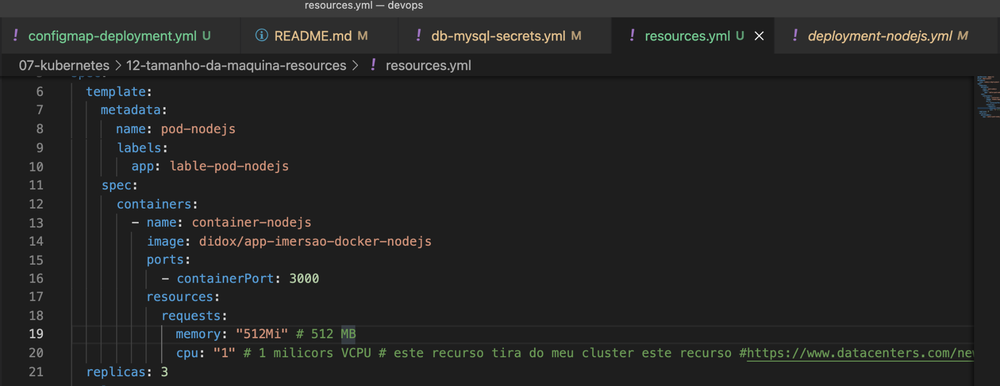 resources.yml — devops
configmap-deployment.yml U README.md M db-mysql-secrets.yml M resources.yml U deployment-nodejs.yml M
07-kubernetes > 12-tamanho-da-maquina-resources > resources.yml
6 template:
7 metadata:
8 name: pod-nodejs
9 labels:
10 app: lable-pod-nodejs
11 spec:
12 containers:
13 - name: container-nodejs
14 image: didox/app-imersao-docker-nodejs
15 ports:
16 - containerPort: 3000
17 resources:
18 requests:
19 memory: "512Mi" # 512 MB
20 cpu: "1" # 1 milicors VCPU # este recurso tira do meu cluster este recurso #https://www.datacenters.com/ne
21 replicas: 3